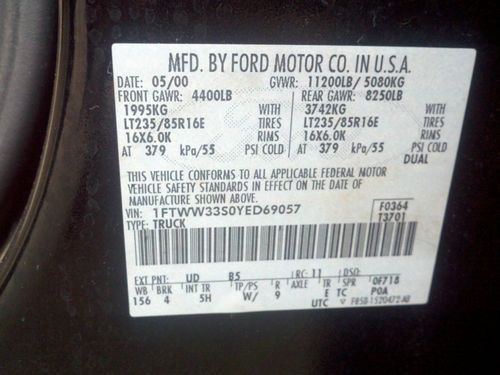 MFD. BY FORD MOTOR CO. IN U.S.A.
DATE: 05/00 GVWR: 11200LB/ 5080KG
FRONT GAWR: 4400LB REAR GAWR: 8250LB
1995KG WITH 3742KG WITH
LT235/85R16E TIRES LT235/85R16E TIRES
16X6.0K RIMS 16X6.0K RIMS
AT 379 kPa/55 PSI COLD AT 379 kPa/55 PSI COLD
DUAL
THIS VEHICLE CONFORMS TO ALL APPLICABLE FEDERAL MOTOR
VEHICLE SAFETY STANDARDS IN EFFECT ON THE DATE OF
MANUFACTURE SHOWN ABOVE.
VIN: 1FTWW33S0YED69057 F0364
TYPE: TRUCK T3701
EXT PNT: UD B5 RC: 11 DSO:
WB BRK INT TR TP/PS R AXLE TR SPR 0F718
156 4 5H W/ 9 E TC P0A
UTC F85B-1520472-AB